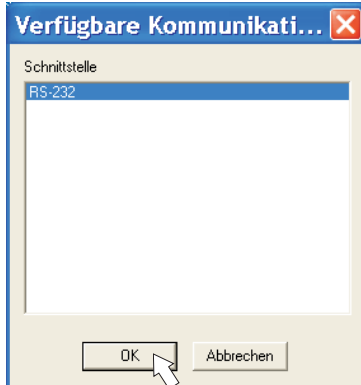 Verfügbare Kommunikati...
Schnittstelle
RS-232
OK
Abbrechen